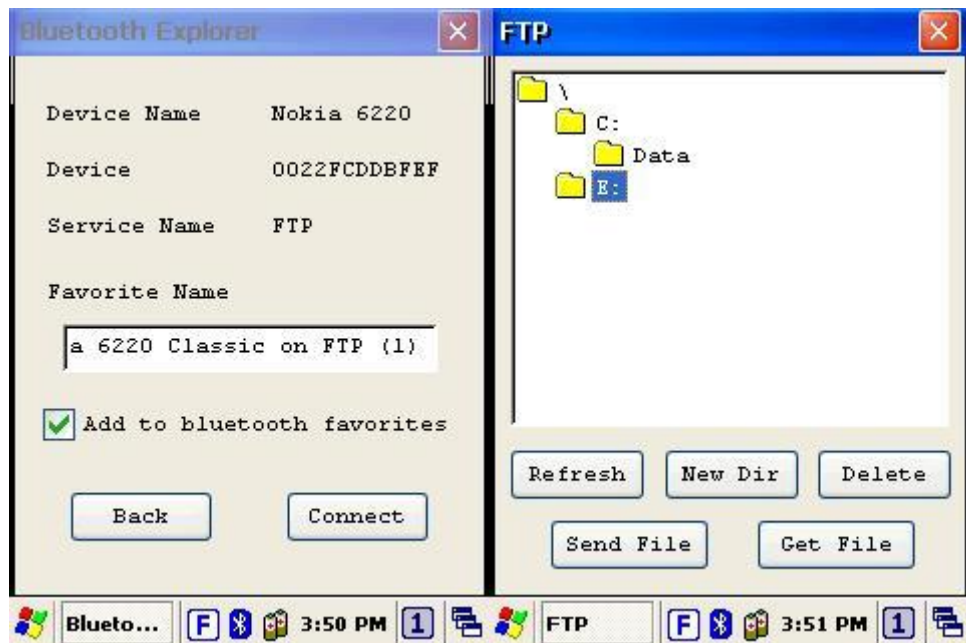 Bluetooth Explorer
Device Name Nokia 6220
Device 0022FCDDBFEF
Service Name FTP
Favorite Name
a 6220 Classic on FTP (1)
Add to bluetooth favorites
Back Connect
Blueto... F 3:50 PM 1
FTP
\
C:
Data
E:
Refresh New Dir Delete
Send File Get File
FTP F 3:51 PM 1